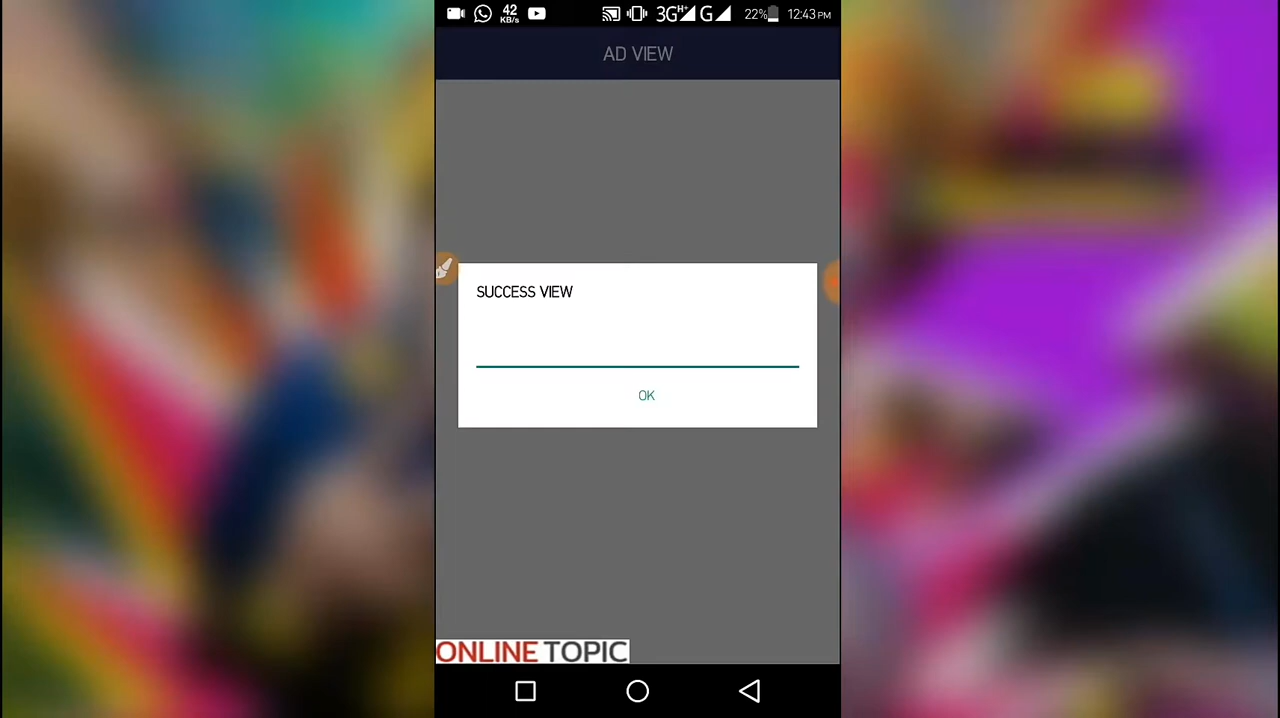 42
KB/s
3G H+ G 22% 12:43 PM
AD VIEW
SUCCESS VIEW
OK
ONLINE TOPIC